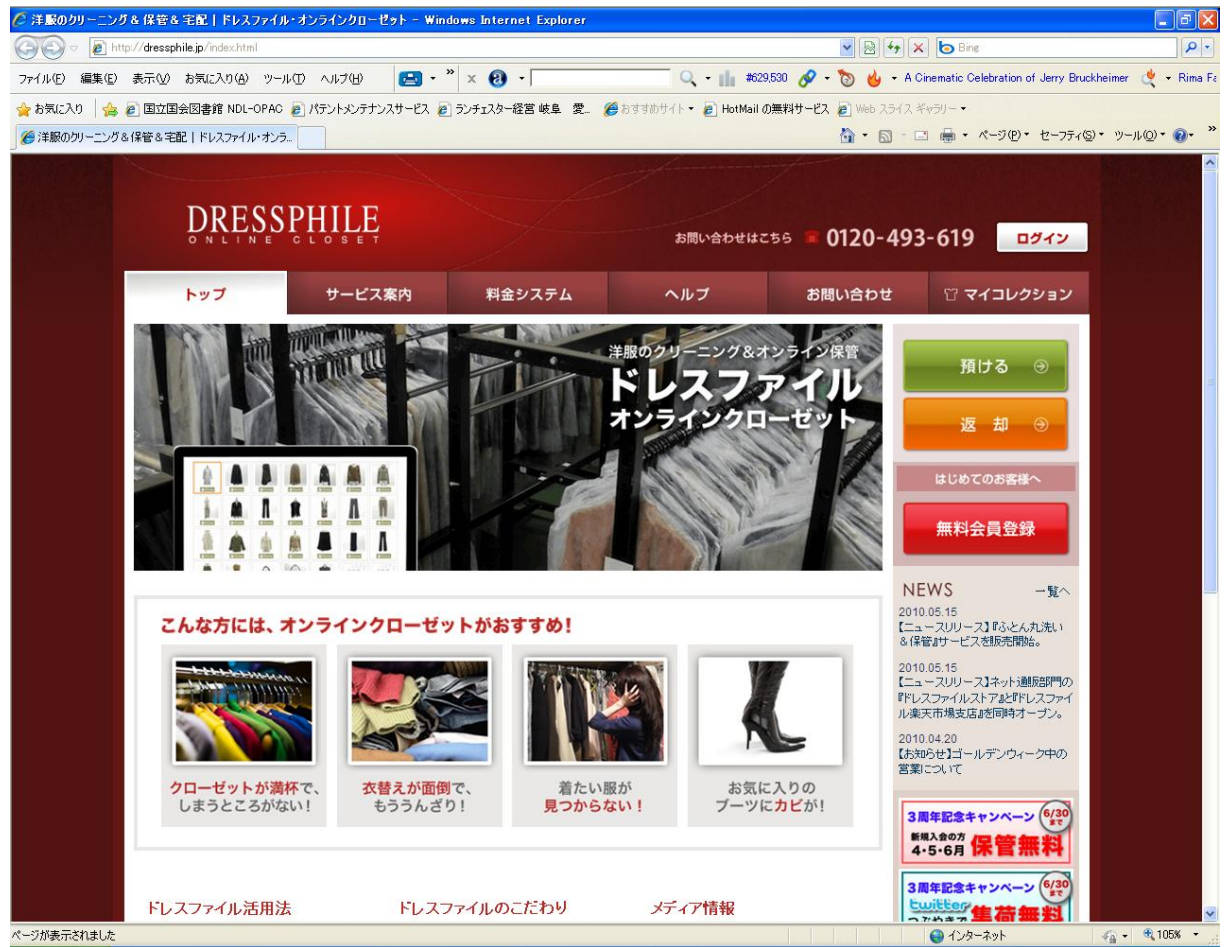 洋服のクリーニング & 保管 & 宅配 | ドレスファイル・オンラインクローゼット - Windows Internet Explorer
http://dressphile.jp/index.html
Bing
ファイル(F) 編集(E) 表示(V) お気に入り(A) ツール(T) ヘルプ(H)
#629,530
A Cinematic Celebration of Jerry Bruckheimer
Rima Fa
お気に入り
国立国会図書館 NDL-OPAC
パテントメンテナンスサービス
ランチェスター経営 岐阜 愛...
おすすめサイト
HotMail の無料サービス
Web スライス ギャラリー
洋服のクリーニング & 保管 & 宅配 | ドレスファイル・オンラ...
ページ(P) セーフティ(S) ツール(O)
DRESSPHILE
ONLINE CLOSET
お問い合わせはこちら 0120-493-619
ログイン
トップ
サービス案内
料金システム
ヘルプ
お問い合わせ
マイコレクション
洋服のクリーニング&オンライン保管
ドレスファイル
オンラインクローゼット
預ける
返 却
はじめてのお客様へ
無料会員登録
NEWS 一覧へ
2010.05.15
【ニュースリリース】『ふとん丸洗い
&保管』サービスを販売開始。
2010.05.15
【ニュースリリース】ネット通販部門の
『ドレスファイルストア』と『ドレスファイ
ル楽天市場支店』を同時オープン。
2010.04.20
【お知らせ】ゴールデンウィーク中の
営業について
こんな方には、オンラインクローゼットがおすすめ!
クローゼットが満杯で、
しまうところがない!
衣替えが面倒で、
もううんざり!
着たい服が
見つからない!
お気に入りの
ブーツにカビが!
3周年記念キャンペーン 6/30まで
新規入会の方
4・5・6月 保管無料
3周年記念キャンペーン 6/30まで
twitter
つぶやきで 集荷無料
ドレスファイル活用法
ドレスファイルのこだわり
メディア情報
ページが表示されました
インターネット
105%